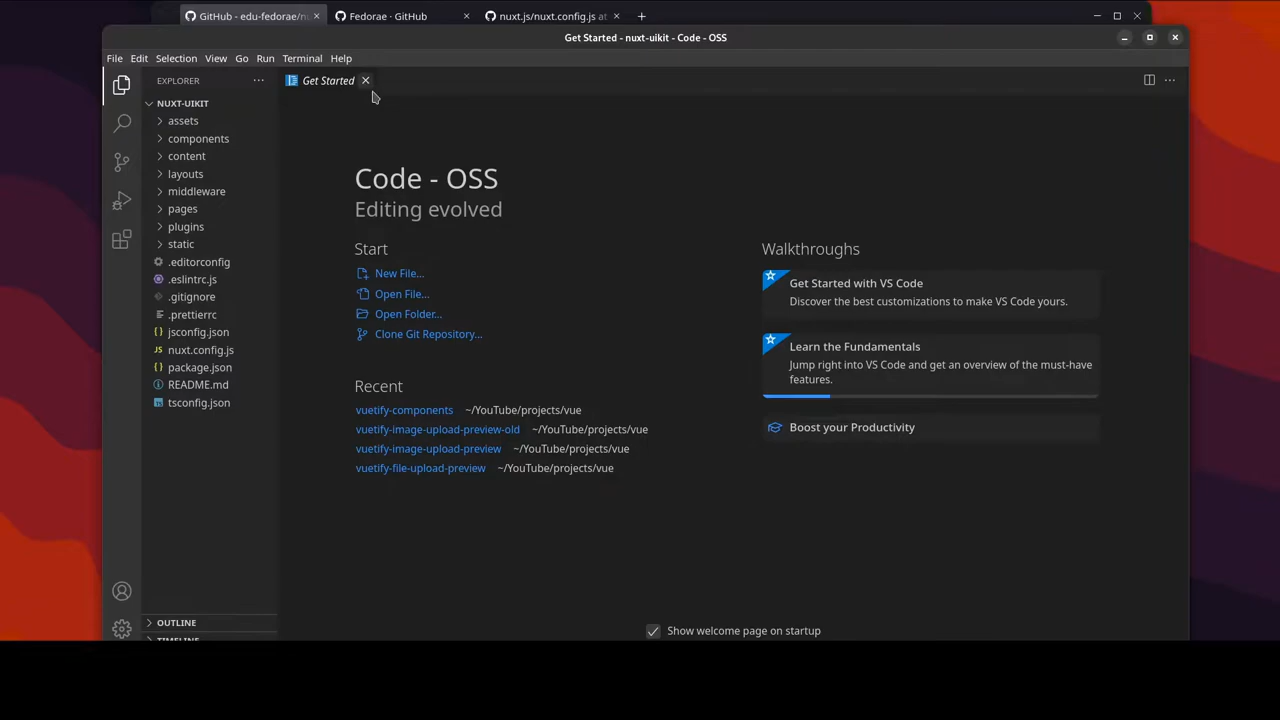 GitHub - edu-fedorae/nu
Fedorae · GitHub
nuxt.js/nuxt.config.js at
Get Started - nuxt-uikit - Code - OSS
File Edit Selection View Go Run Terminal Help
EXPLORER
Get Started
NUXT-UIKIT
assets
components
content
layouts
middleware
pages
plugins
static
.editorconfig
.eslintrc.js
.gitignore
.prettierrc
jsconfig.json
nuxt.config.js
package.json
README.md
tsconfig.json
OUTLINE
TIMELINE
Code - OSS
Editing evolved
Start
New File...
Open File...
Open Folder...
Clone Git Repository...
Recent
vuetify-components ~/YouTube/projects/vue
vuetify-image-upload-preview-old ~/YouTube/projects/vue
vuetify-image-upload-preview ~/YouTube/projects/vue
vuetify-file-upload-preview ~/YouTube/projects/vue
Walkthroughs
Get Started with VS Code
Discover the best customizations to make VS Code yours.
Learn the Fundamentals
Jump right into VS Code and get an overview of the must-have
features.
Boost your Productivity
Show welcome page on startup